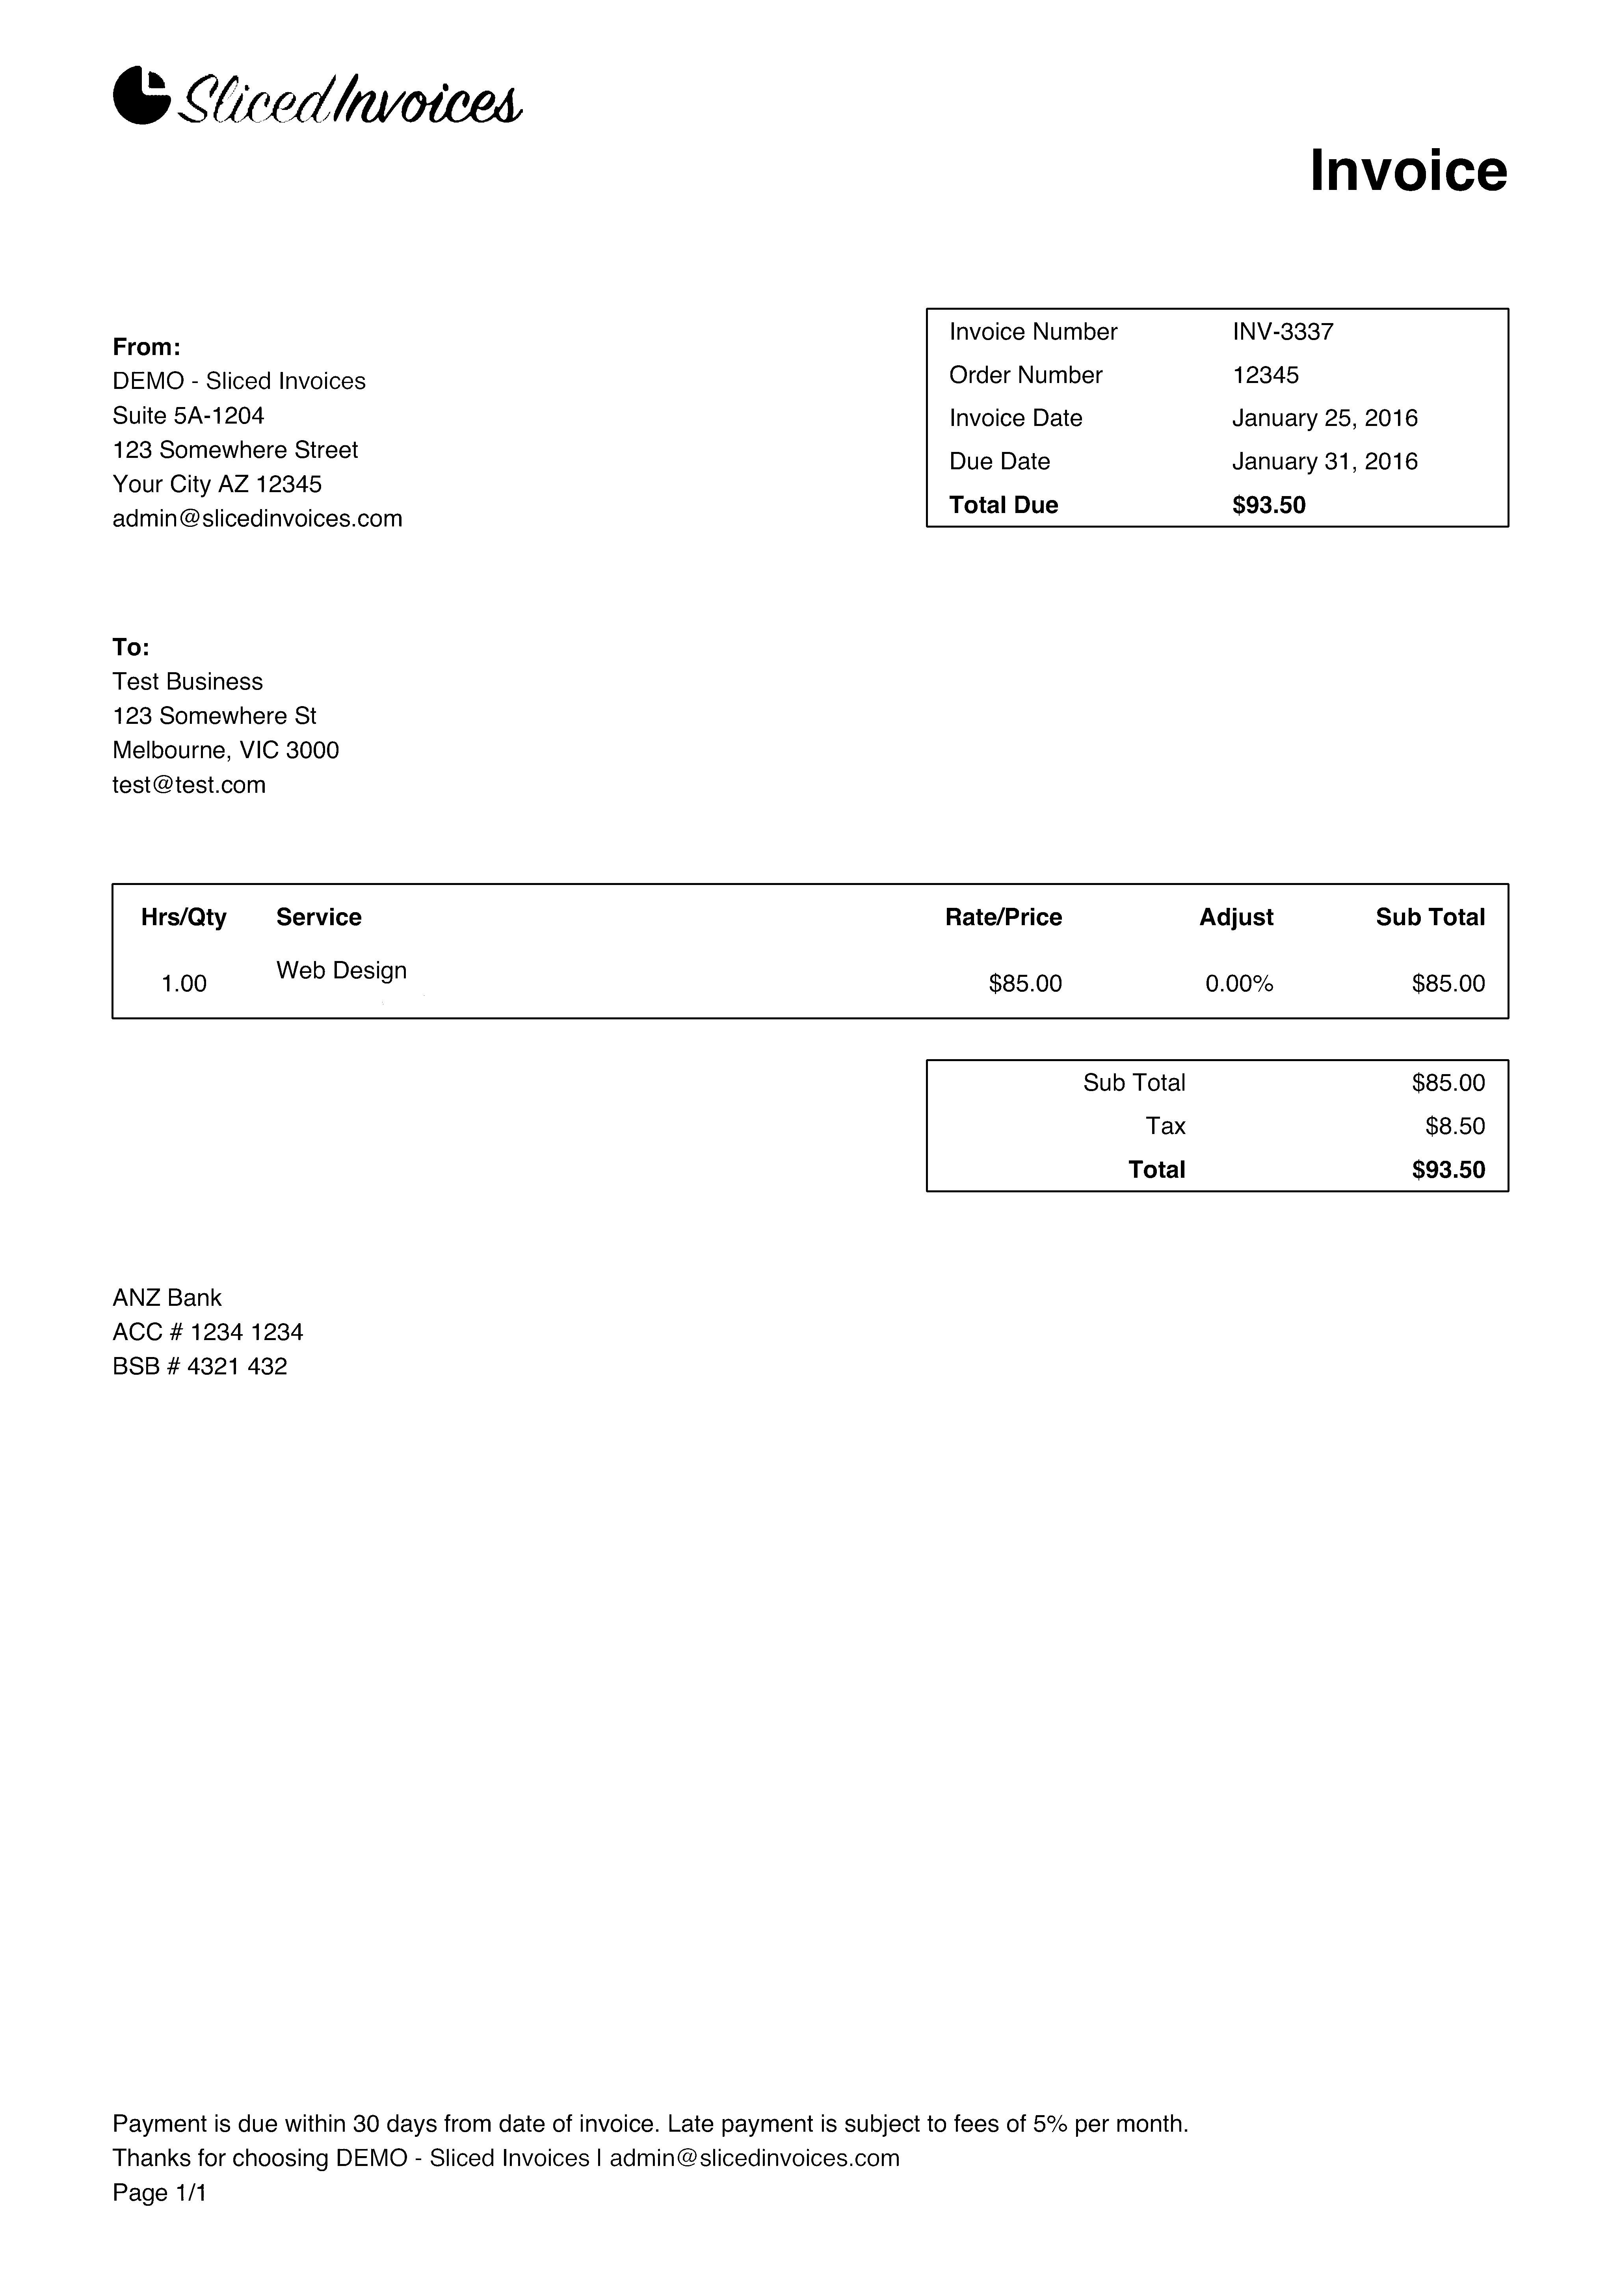 Sliced Invoices
Invoice
From:
DEMO - Sliced Invoices
Suite 5A-1204
123 Somewhere Street
Your City AZ 12345
admin@slicedinvoices.com
Invoice Number INV-3337
Order Number 12345
Invoice Date January 25, 2016
Due Date January 31, 2016
Total Due $93.50
To:
Test Business
123 Somewhere St
Melbourne, VIC 3000
test@test.com
Hrs/Qty Service Rate/Price Adjust Sub Total
1.00 Web Design $85.00 0.00% $85.00
Sub Total $85.00
Tax $8.50
Total $93.50
ANZ Bank
ACC # 1234 1234
BSB # 4321 432
Payment is due within 30 days from date of invoice. Late payment is subject to fees of 5% per month.
Thanks for choosing DEMO - Sliced Invoices | admin@slicedinvoices.com
Page 1/1